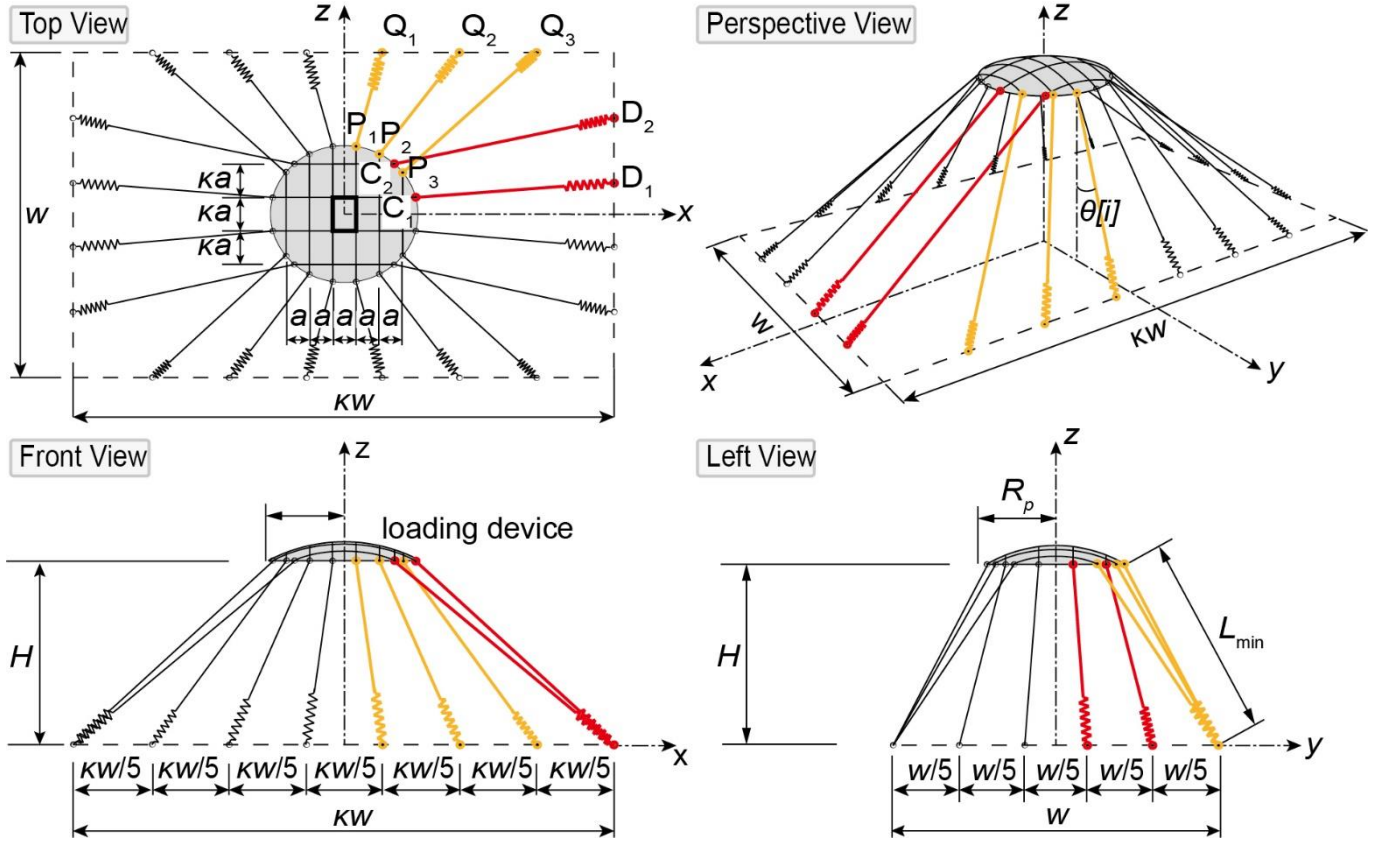 Top View
z
Q1
Q2
Q3
P1
P2
P3
D2
D1
C2
C1
κa
κa
κa
w
x
a a a a a
κw
Perspective View
z
θ[i]
w
κw
x
y
Front View
z
loading device
H
x
κw/5 κw/5 κw/5 κw/5 κw/5 κw/5 κw/5
κw
Left View
z
Rp
H
Lmin
y
w/5 w/5 w/5 w/5 w/5
w